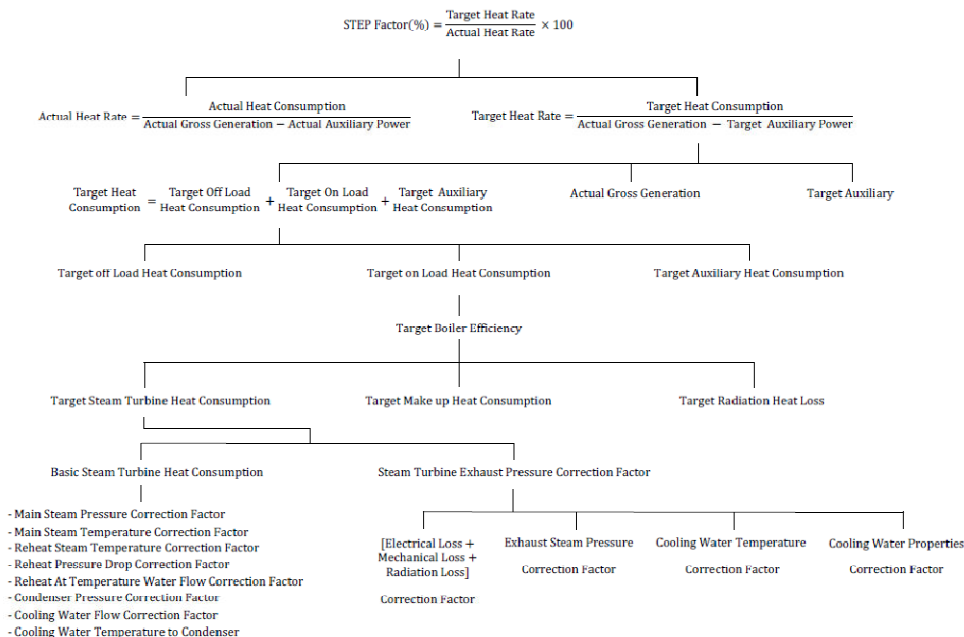 STEP Factor(%) = Target Heat Rate / Actual Heat Rate × 100
Actual Heat Rate = Actual Heat Consumption / Actual Gross Generation − Actual Auxiliary Power
Target Heat Rate = Target Heat Consumption / Actual Gross Generation − Target Auxiliary Power
Target Heat Consumption = Target Off Load Heat Consumption + Target On Load Heat Consumption + Target Auxiliary Heat Consumption
Actual Gross Generation
Target Auxiliary
Target off Load Heat Consumption
Target on Load Heat Consumption
Target Auxiliary Heat Consumption
Target Boiler Efficiency
Target Steam Turbine Heat Consumption
Target Make up Heat Consumption
Target Radiation Heat Loss
Basic Steam Turbine Heat Consumption
Steam Turbine Exhaust Pressure Correction Factor
- Main Steam Pressure Correction Factor
- Main Steam Temperature Correction Factor
- Reheat Steam Temperature Correction Factor
- Reheat Pressure Drop Correction Factor
- Reheat At Temperature Water Flow Correction Factor
- Condenser Pressure Correction Factor
- Cooling Water Flow Correction Factor
- Cooling Water Temperature to Condenser
[Electrical Loss +
Mechanical Loss +
Radiation Loss]
Correction Factor
Exhaust Steam Pressure
Correction Factor
Cooling Water Temperature
Correction Factor
Cooling Water Properties
Correction Factor